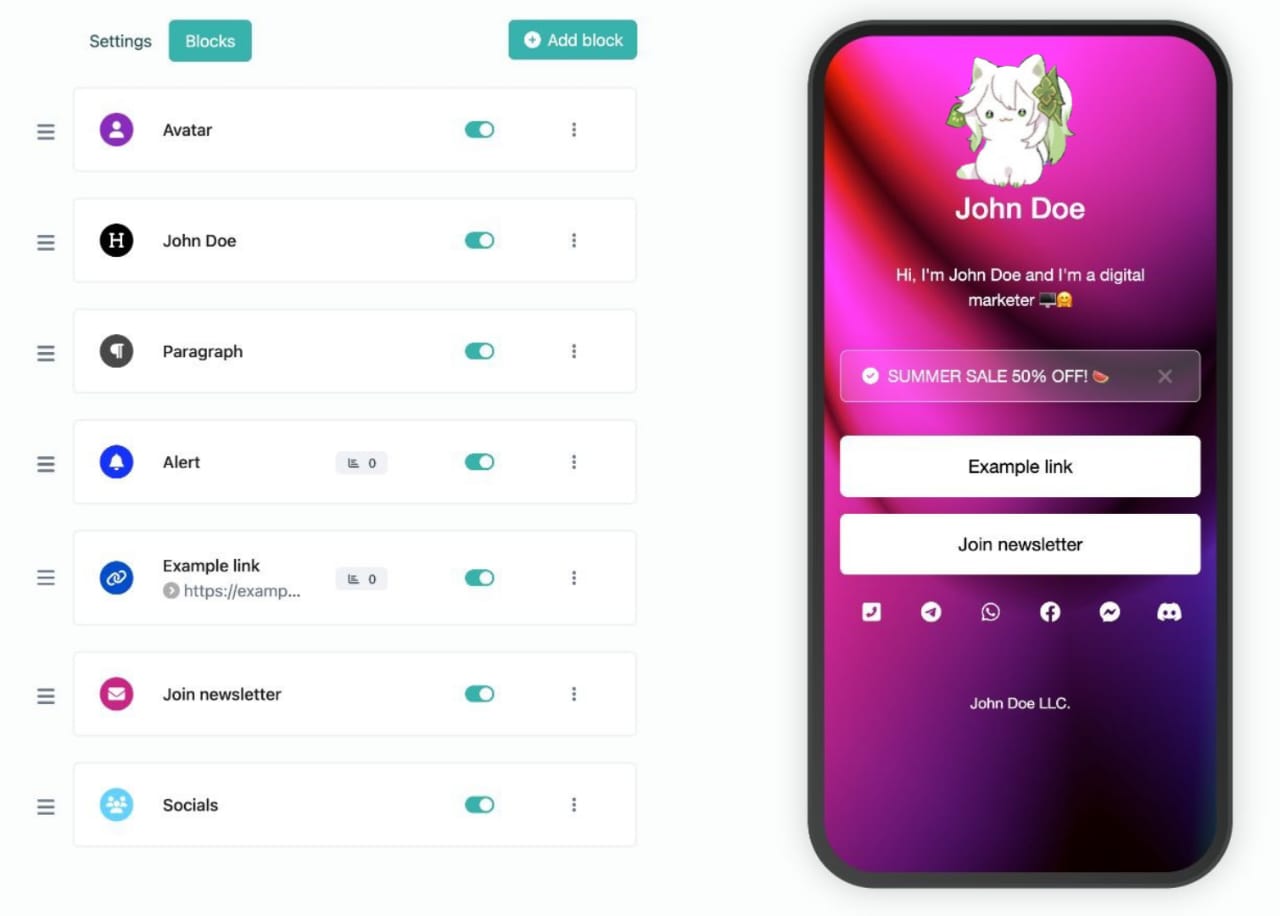 Settings
Blocks
Add block
Avatar
H
John Doe
Paragraph
Alert
0
Example link
https://examp...
0
Join newsletter
Socials
John Doe
Hi, I'm John Doe and I'm a digital
marketer 🖥️🤗
SUMMER SALE 50% OFF! 🍉
Example link
Join newsletter
John Doe LLC.